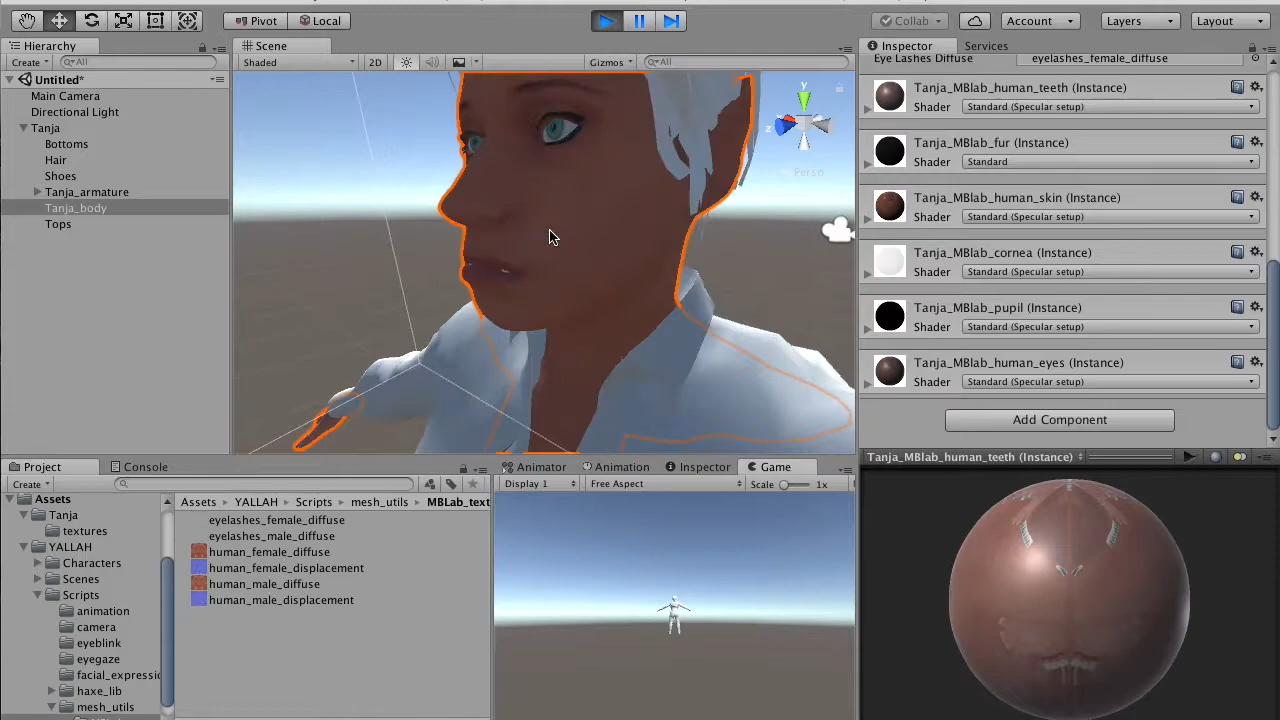 Pivot Local Collab Account Layers Layout
Hierarchy
Create All
Untitled*
Main Camera
Directional Light
Tanja
Bottoms
Hair
Shoes
Tanja_armature
Tanja_body
Tops
Scene
Shaded 2D Gizmos All
y
z
Persp
Inspector Services
Eye Lashes Diffuse eyelashes_female_diffuse
Tanja_MBlab_human_teeth (Instance)
Shader Standard (Specular setup)
Tanja_MBlab_fur (Instance)
Shader Standard
Tanja_MBlab_human_skin (Instance)
Shader Standard (Specular setup)
Tanja_MBlab_cornea (Instance)
Shader Standard (Specular setup)
Tanja_MBlab_pupil (Instance)
Shader Standard (Specular setup)
Tanja_MBlab_human_eyes (Instance)
Shader Standard (Specular setup)
Add Component
Tanja_MBlab_human_teeth (Instance)
Project Console
Create
Assets
Tanja
textures
YALLAH
Characters
Scenes
Scripts
animation
camera
eyeblink
eyegaze
facial_expressio
haxe_lib
mesh_utils
Assets YALLAH Scripts mesh_utils MBLab_text
eyelashes_female_diffuse
eyelashes_male_diffuse
human_female_diffuse
human_female_displacement
human_male_diffuse
human_male_displacement
Animator Animation Inspector Game
Display 1 Free Aspect Scale 1x